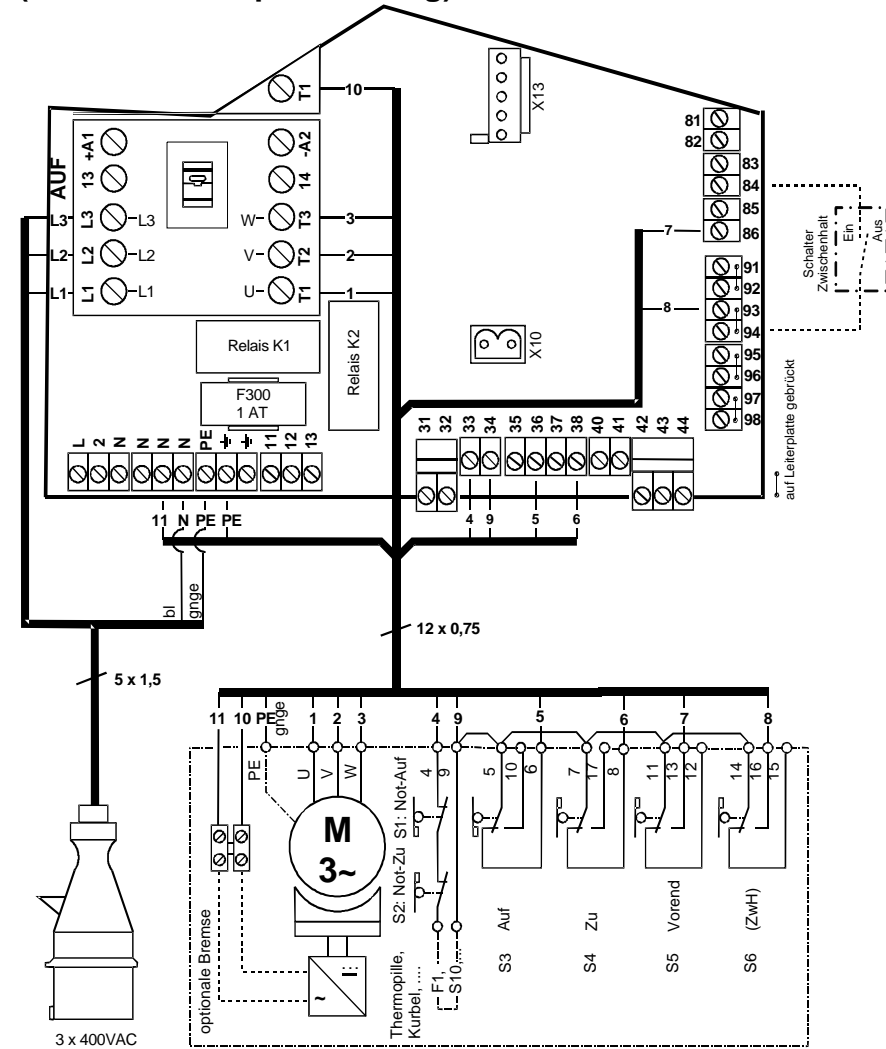 T1
10
X13
81
82
83
84
85
86
7
AUF
+A1
-A2
13
14
L3 L3 L3
W T3 3
L2 L2 L2
V T2 2
L1 L1 L1
U T1 1
Schalter
Zwischenhalt
Ein
Aus
91
92
93
94
95
96
97
98
8
Relais K1
Relais K2
F300
1 AT
X10
L 2 N N N N PE 11 12 13
31 32 33 34 35 36 37 38 40 41 42 43 44
auf Leiterplatte gebrückt
11 N PE PE
4 9 5 6
bl
gnge
12 x 0,75
5 x 1,5
11 10 PE gnge 1 2 3 4 9 5 6 7 8
PE U V W 4 9 5 10 6 7 17 8 11 13 12 14 16 15
M
3~
S1: Not-Auf
S2: Not-Zu
S3 Auf
S4 Zu
S5 Vorend
S6 (ZwH)
optionale Bremse
~
Thermopille,
Kurbel, ....
F1,
S10,...
3 x 400VAC